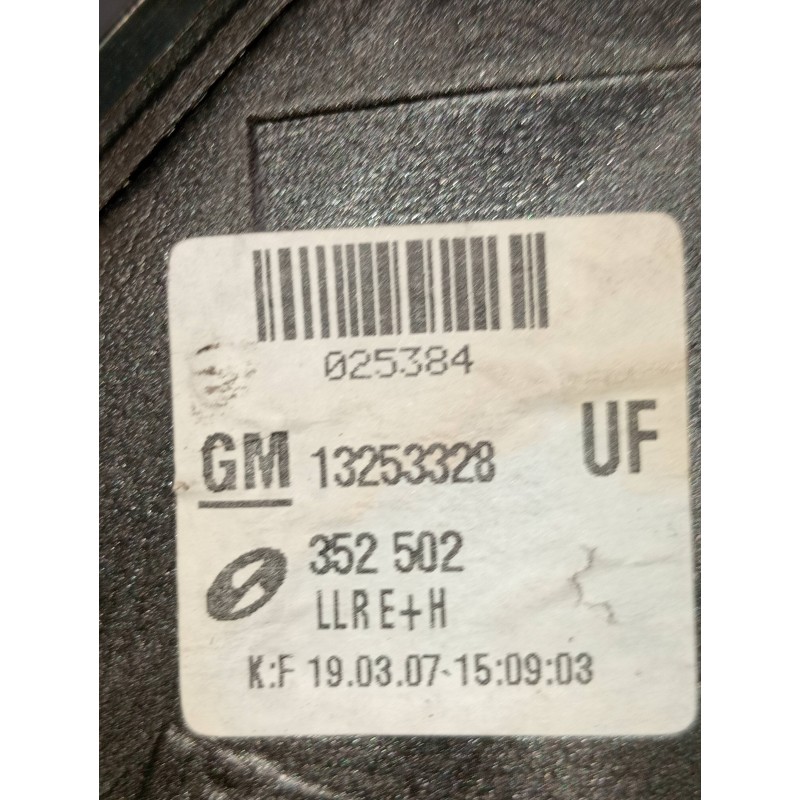 025384
GM 13253328 UF
352 502
LLR E+H
K:F 19.03.07-15:09:03